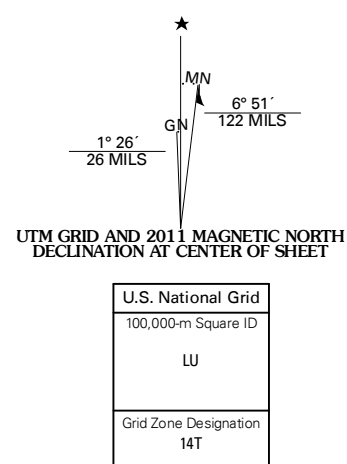 MN
GN
6° 51´
122 MILS
1° 26´
26 MILS
UTM GRID AND 2011 MAGNETIC NORTH
DECLINATION AT CENTER OF SHEET
U.S. National Grid
100,000-m Square ID
LU
Grid Zone Designation
14T